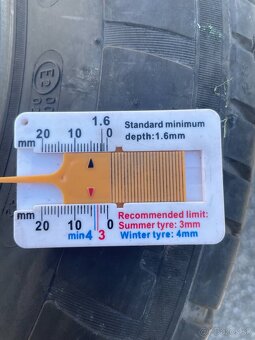 1.6
Standard minimum
depth: 1.6mm
20 10 0
mm
mm
20 10 0
min4 3
Recommended limit:
Summer tyre: 3mm
Winter tyre: 4mm